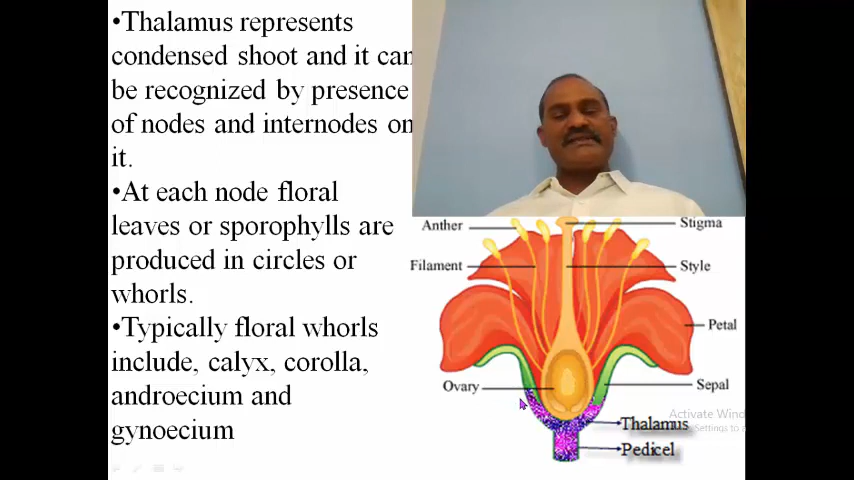 •Thalamus represents
condensed shoot and it can
be recognized by presence
of nodes and internodes on
it.
•At each node floral
leaves or sporophylls are
produced in circles or
whorls.
•Typically floral whorls
include, calyx, corolla,
androecium and
gynoecium
Anther
Stigma
Filament
Style
Petal
Ovary
Sepal
Thalamus
Pedicel
Activate Wind
Settings to